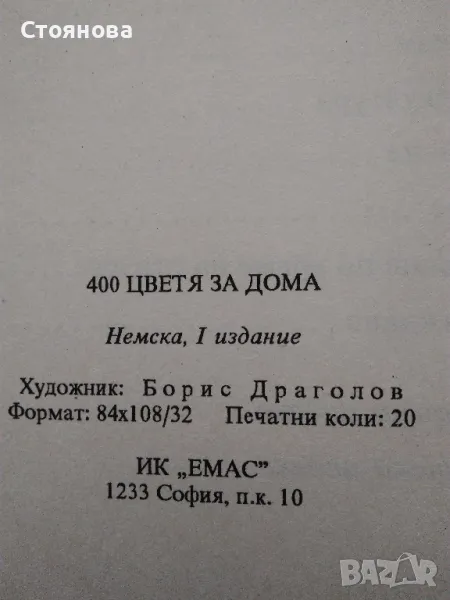 Стоянова
400 ЦВЕТЯ ЗА ДОМА
Немска, I издание
Художник: Борис Драголов
Формат: 84x108/32 Печатни коли: 20
ИК „ЕМАС”
1233 София, п.к. 10
BAZAR